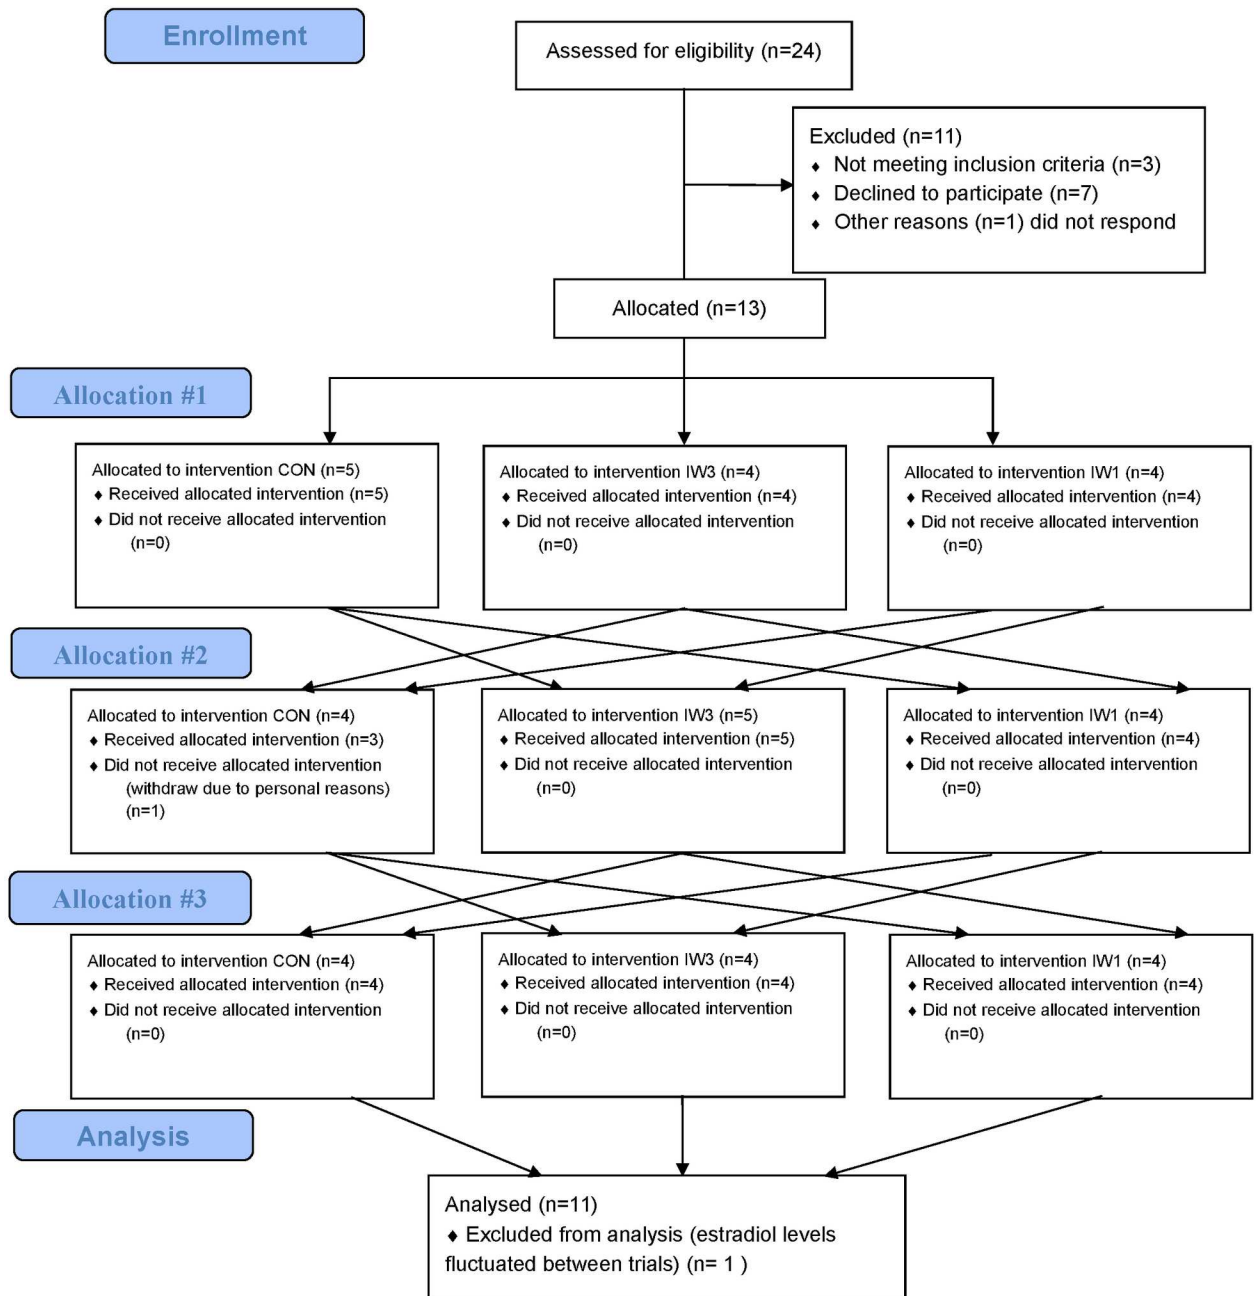 Enrollment
Assessed for eligibility (n=24)
Excluded (n=11)
♦ Not meeting inclusion criteria (n=3)
♦ Declined to participate (n=7)
♦ Other reasons (n=1) did not respond
Allocated (n=13)
Allocation #1
Allocated to intervention CON (n=5)
♦ Received allocated intervention (n=5)
♦ Did not receive allocated intervention
(n=0)
Allocated to intervention IW3 (n=4)
♦ Received allocated intervention (n=4)
♦ Did not receive allocated intervention
(n=0)
Allocated to intervention IW1 (n=4)
♦ Received allocated intervention (n=4)
♦ Did not receive allocated intervention
(n=0)
Allocation #2
Allocated to intervention CON (n=4)
♦ Received allocated intervention (n=3)
♦ Did not receive allocated intervention
(withdraw due to personal reasons)
(n=1)
Allocated to intervention IW3 (n=5)
♦ Received allocated intervention (n=5)
♦ Did not receive allocated intervention
(n=0)
Allocated to intervention IW1 (n=4)
♦ Received allocated intervention (n=4)
♦ Did not receive allocated intervention
(n=0)
Allocation #3
Allocated to intervention CON (n=4)
♦ Received allocated intervention (n=4)
♦ Did not receive allocated intervention
(n=0)
Allocated to intervention IW3 (n=4)
♦ Received allocated intervention (n=4)
♦ Did not receive allocated intervention
(n=0)
Allocated to intervention IW1 (n=4)
♦ Received allocated intervention (n=4)
♦ Did not receive allocated intervention
(n=0)
Analysis
Analysed (n=11)
♦ Excluded from analysis (estradiol levels
fluctuated between trials) (n= 1 )